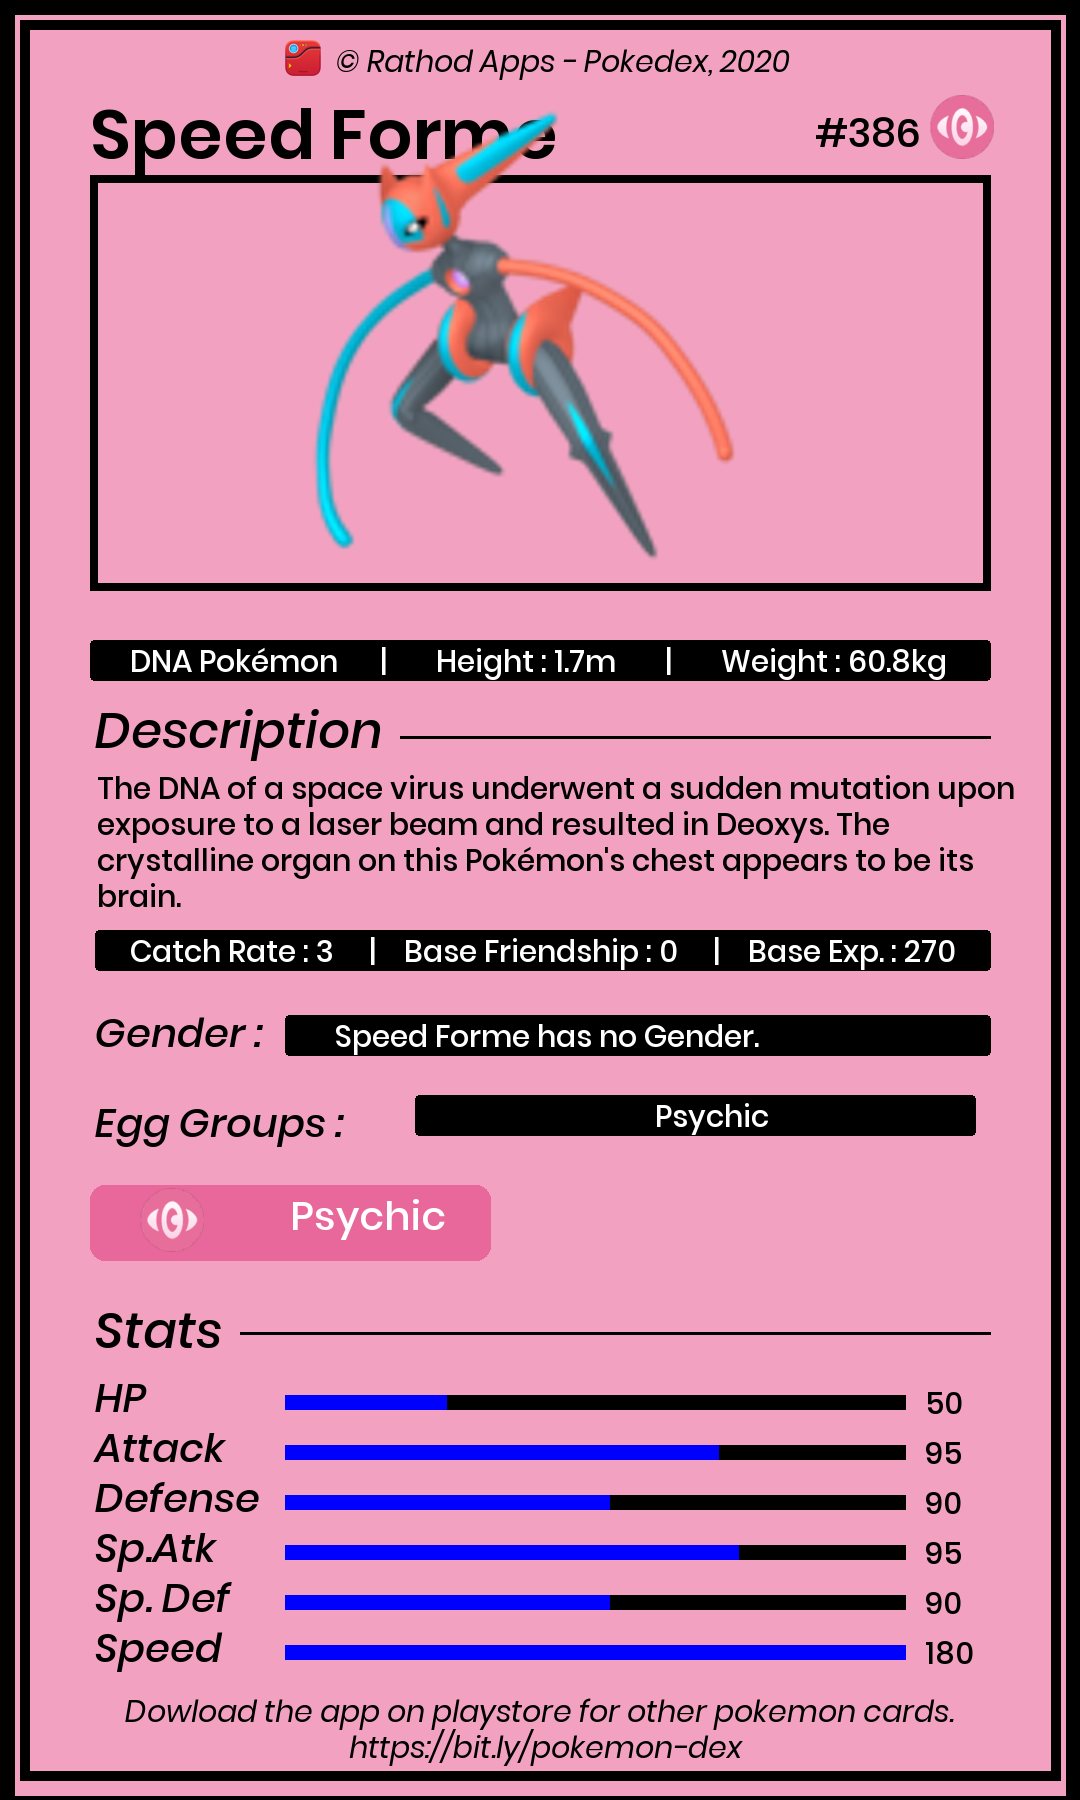 © Rathod Apps - Pokedex, 2020
Speed Forme
#386
DNA Pokémon | Height : 1.7m | Weight : 60.8kg
Description
The DNA of a space virus underwent a sudden mutation upon
exposure to a laser beam and resulted in Deoxys. The
crystalline organ on this Pokémon's chest appears to be its
brain.
Catch Rate : 3 | Base Friendship : 0 | Base Exp. : 270
Gender : Speed Forme has no Gender.
Egg Groups : Psychic
Psychic
Stats
HP 50
Attack 95
Defense 90
Sp.Atk 95
Sp. Def 90
Speed 180
Dowload the app on playstore for other pokemon cards.
https://bit.ly/pokemon-dex